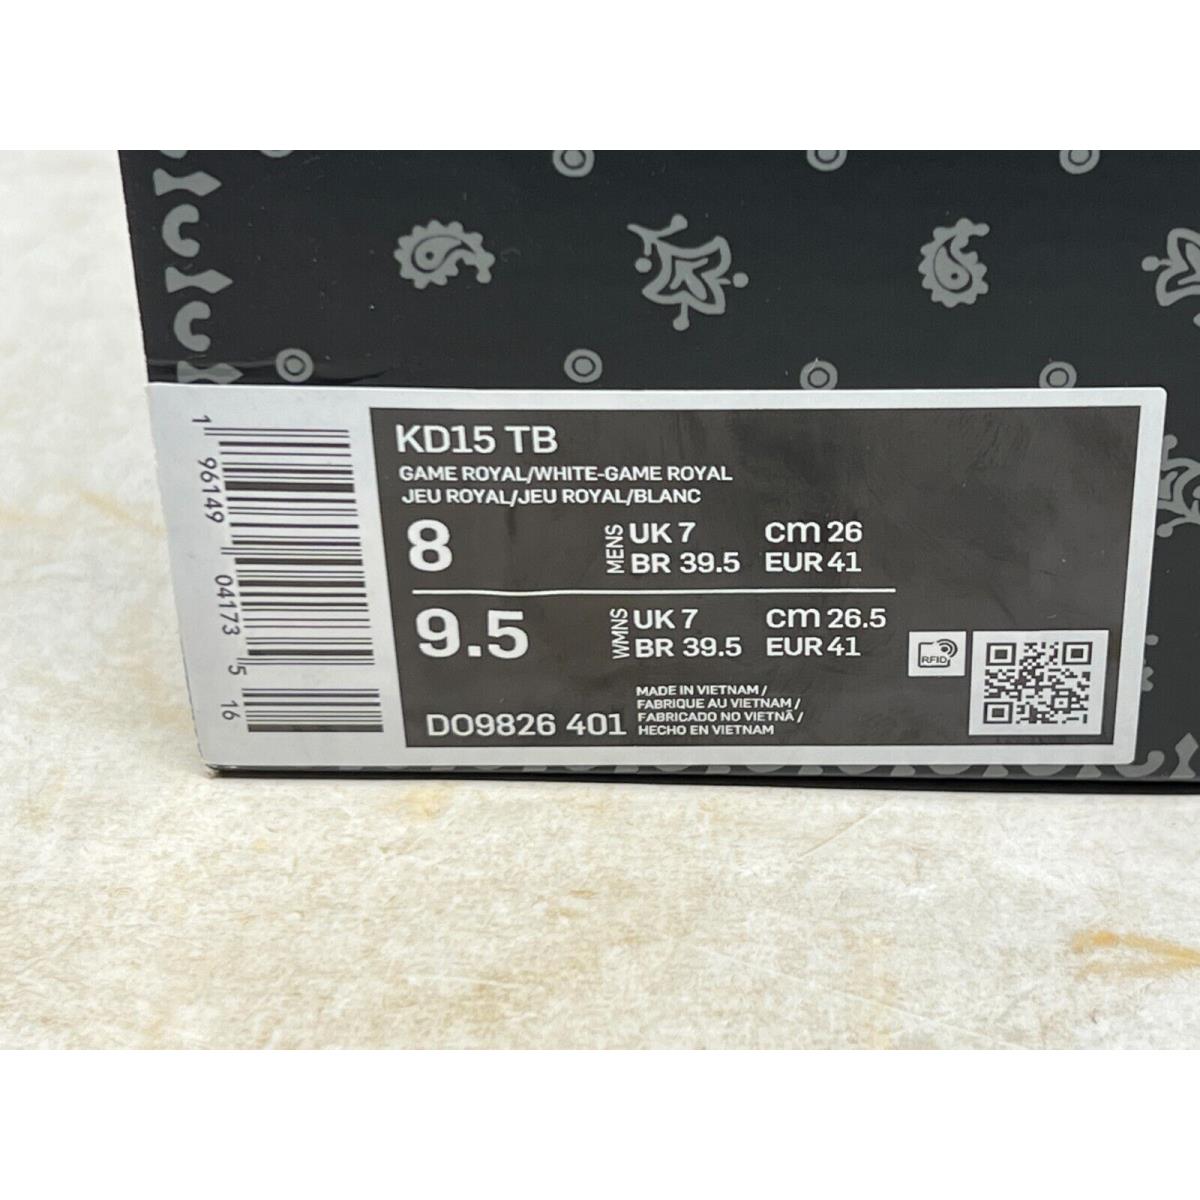 KD15 TB
GAME ROYAL/WHITE-GAME ROYAL
JEU ROYAL/JEU ROYAL/BLANC
8 MENS UK 7 cm 26
BR 39.5 EUR 41
9.5 WMNS UK 7 cm 26.5
BR 39.5 EUR 41
RFID
MADE IN VIETNAM /
FABRIQUE AU VIETNAM /
FABRICADO NO VIETNÃ /
HECHO EN VIETNAM
DO9826 401
1 96149 04173 5 16